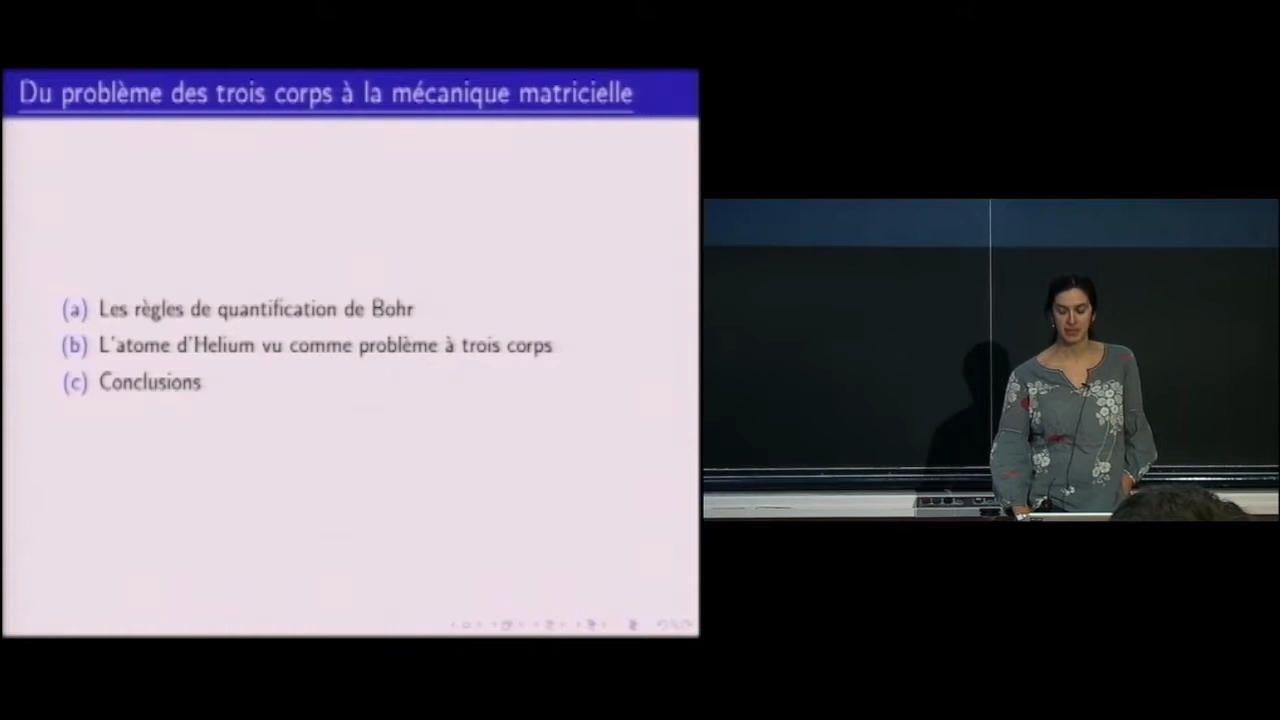 Du problème des trois corps à la mécanique matricielle
(a) Les règles de quantification de Bohr
(b) L'atome d'Helium vu comme problème à trois corps
(c) Conclusions